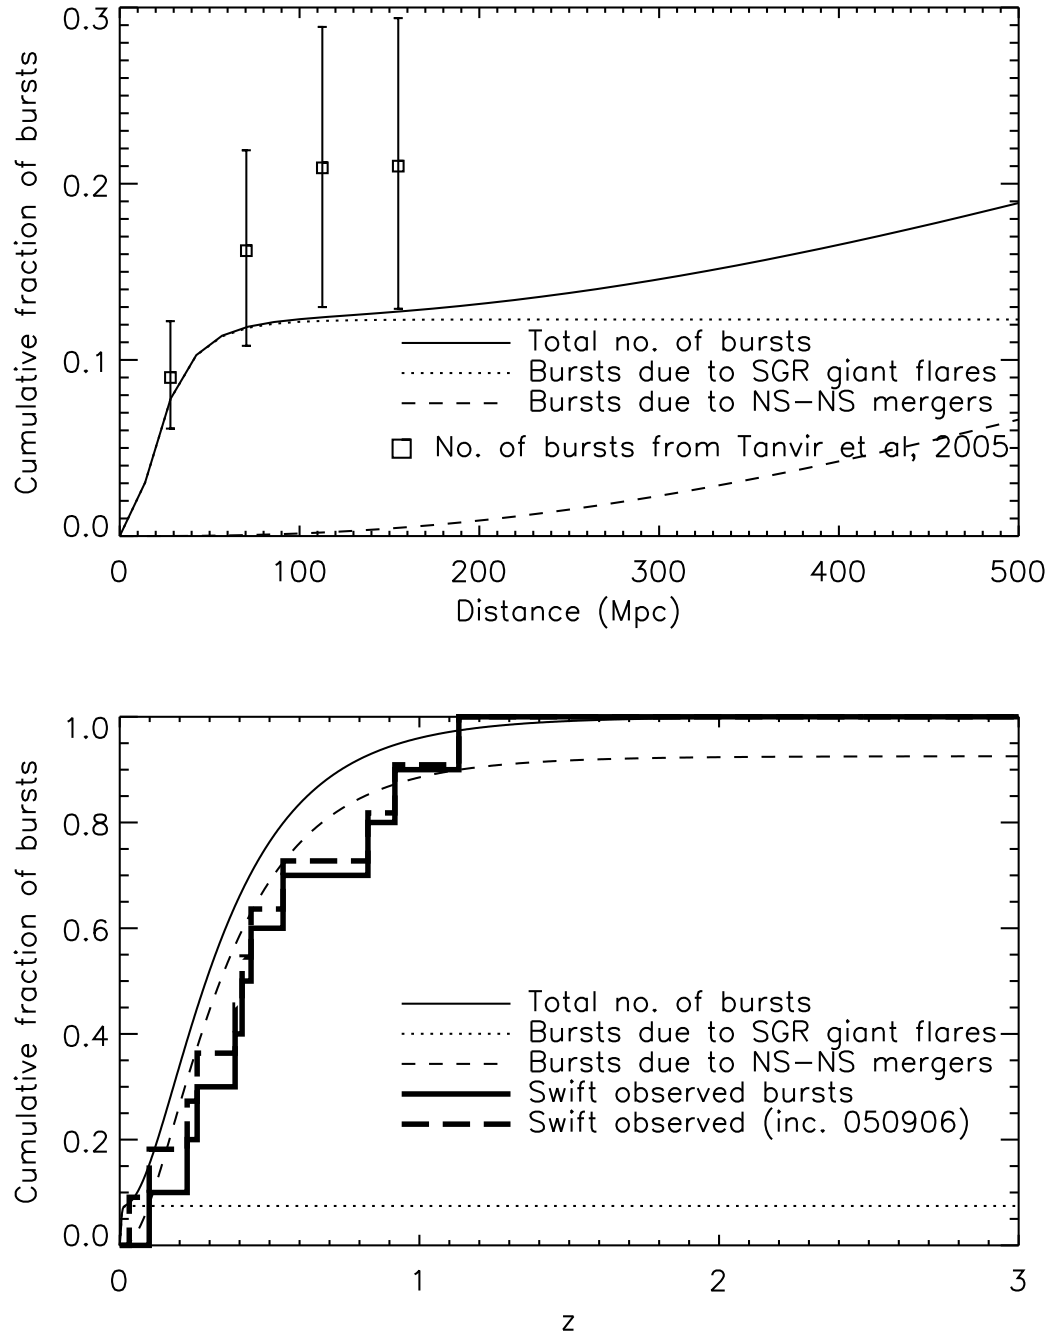 0.3
0.2
0.1
0.0
Cumulative fraction of bursts
Total no. of bursts
Bursts due to SGR giant flares
Bursts due to NS-NS mergers
No. of bursts from Tanvir et al, 2005
0 100 200 300 400 500
Distance (Mpc)
1.0
0.8
0.6
0.4
0.2
0.0
Cumulative fraction of bursts
Total no. of bursts
Bursts due to SGR giant flares
Bursts due to NS-NS mergers
Swift observed bursts
Swift observed (inc. 050906)
0 1 2 3
z